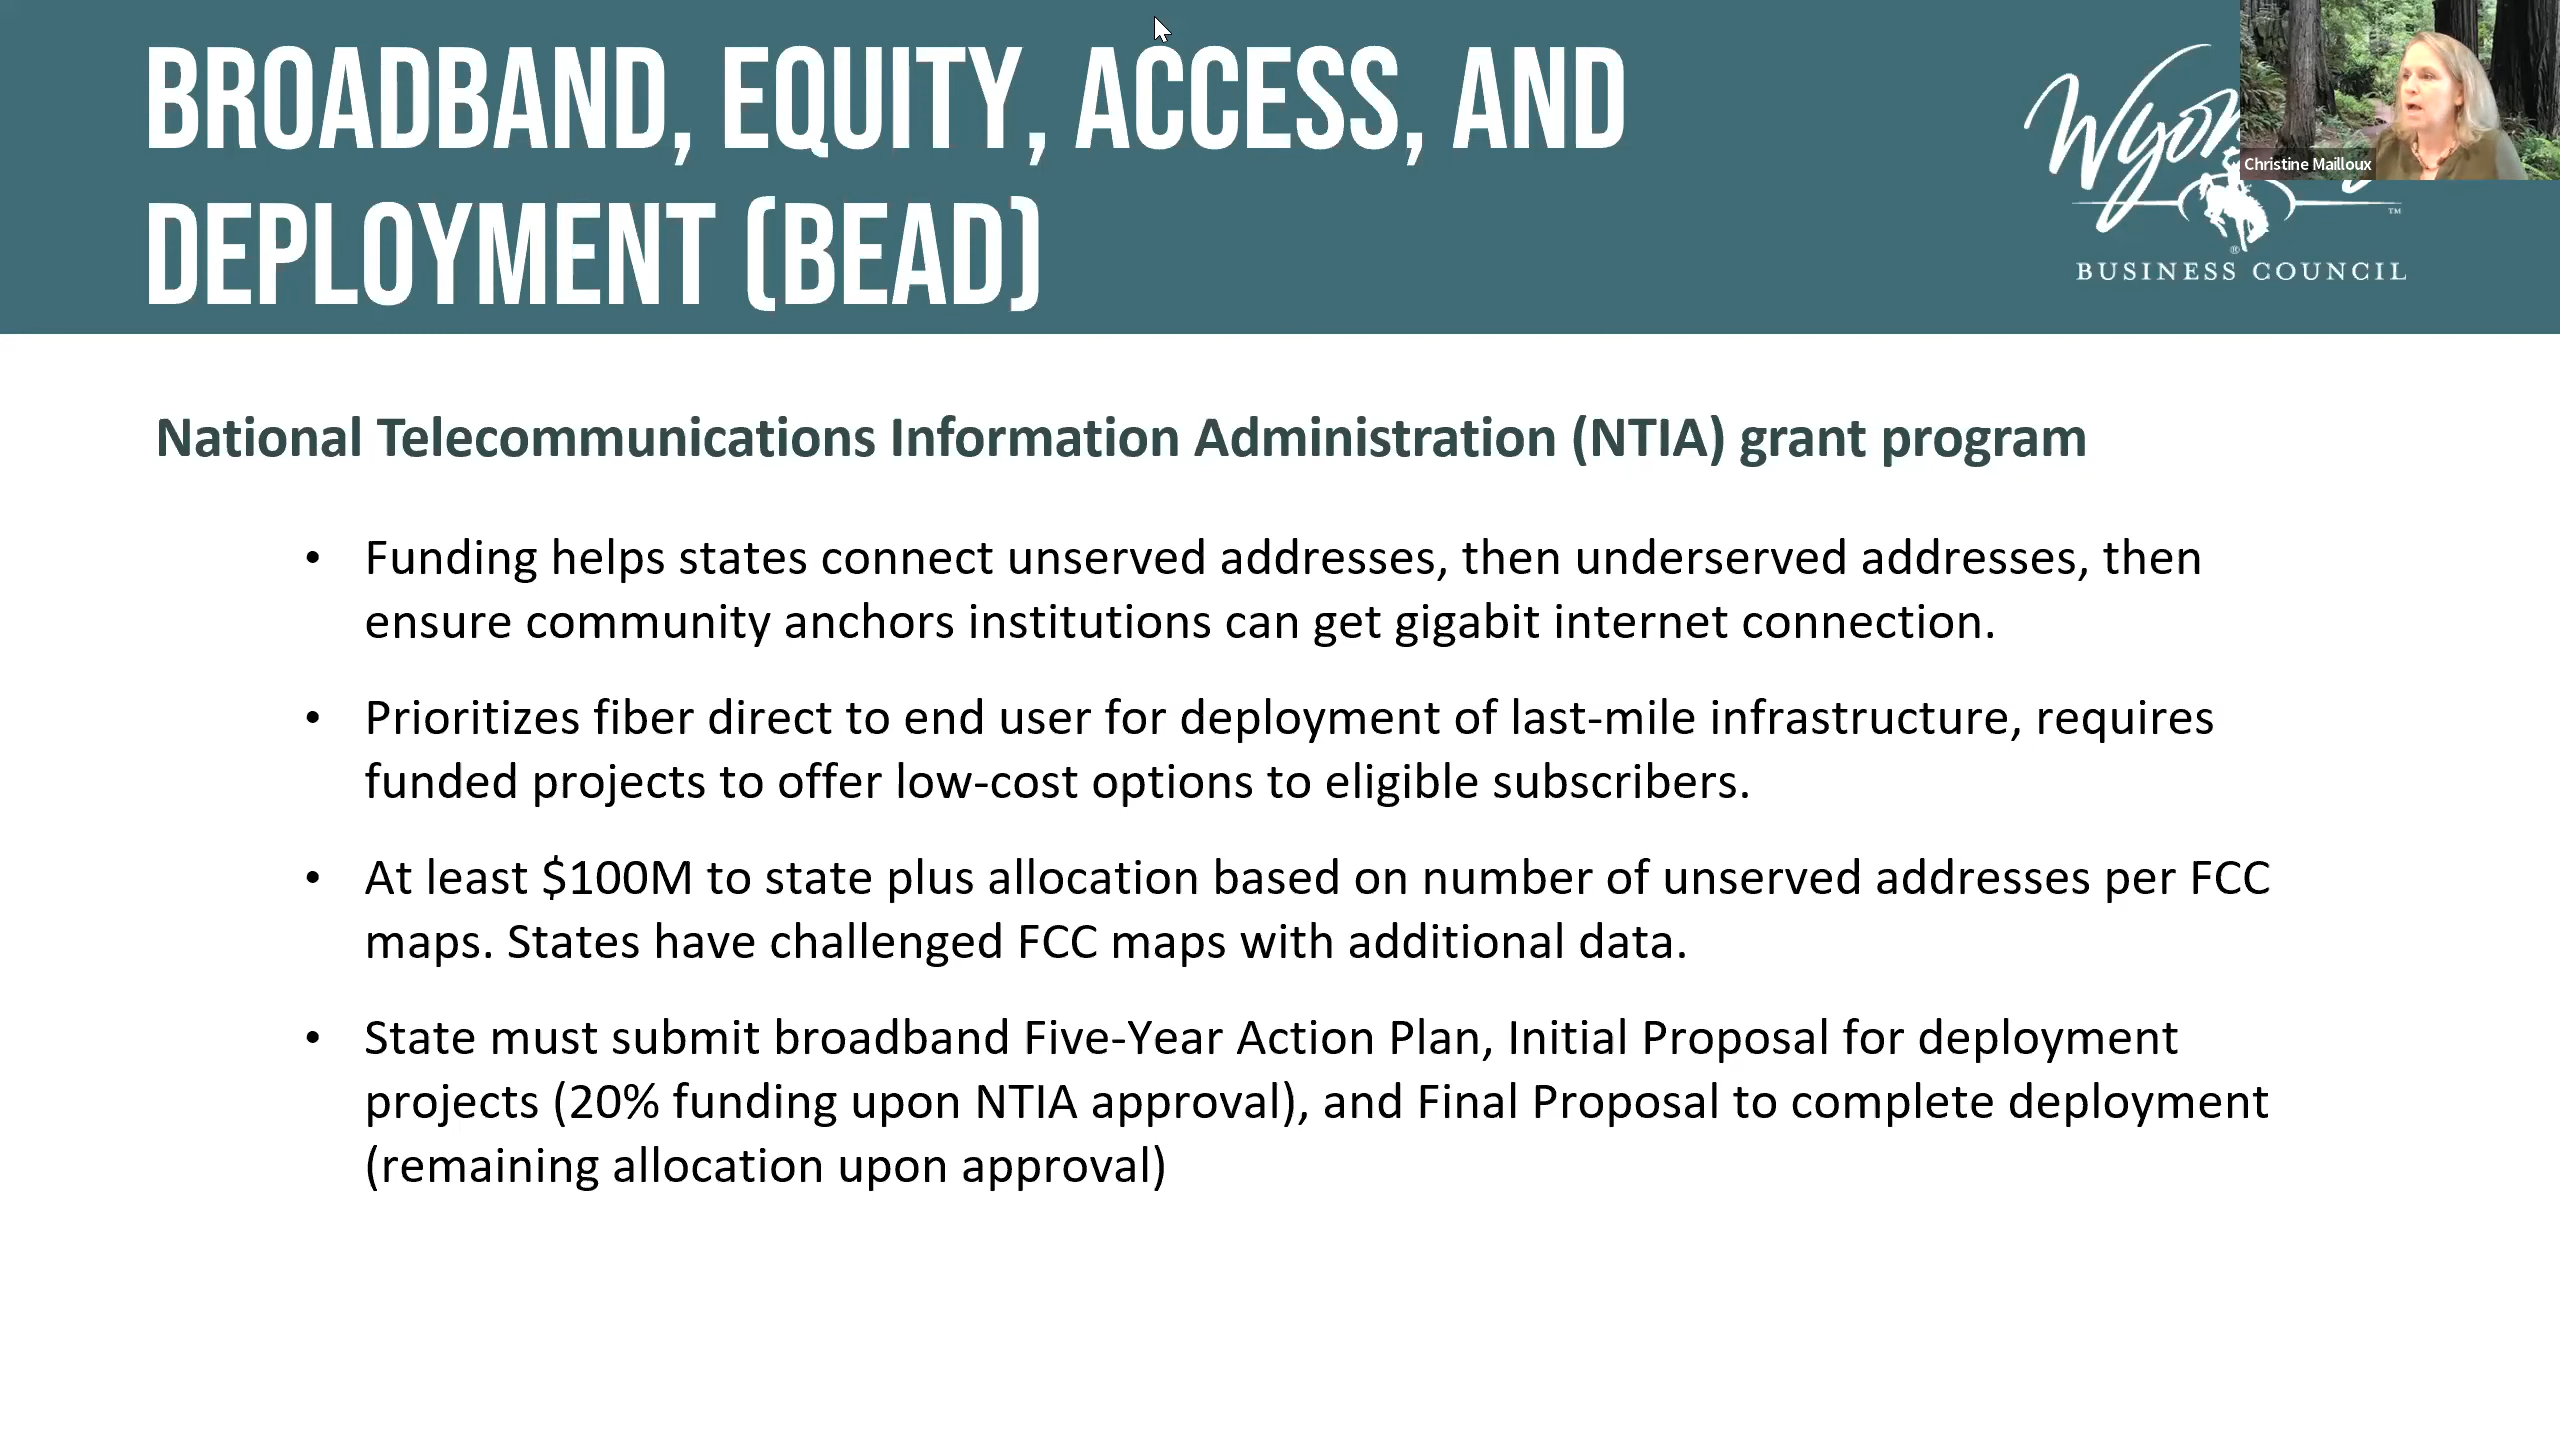 BROADBAND, EQUITY, ACCESS, AND
DEPLOYMENT (BEAD)
Christine Mailloux
BUSINESS COUNCIL
National Telecommunications Information Administration (NTIA) grant program
• Funding helps states connect unserved addresses, then underserved addresses, then
ensure community anchors institutions can get gigabit internet connection.
• Prioritizes fiber direct to end user for deployment of last-mile infrastructure, requires
funded projects to offer low-cost options to eligible subscribers.
• At least $100M to state plus allocation based on number of unserved addresses per FCC
maps. States have challenged FCC maps with additional data.
• State must submit broadband Five-Year Action Plan, Initial Proposal for deployment
projects (20% funding upon NTIA approval), and Final Proposal to complete deployment
(remaining allocation upon approval)